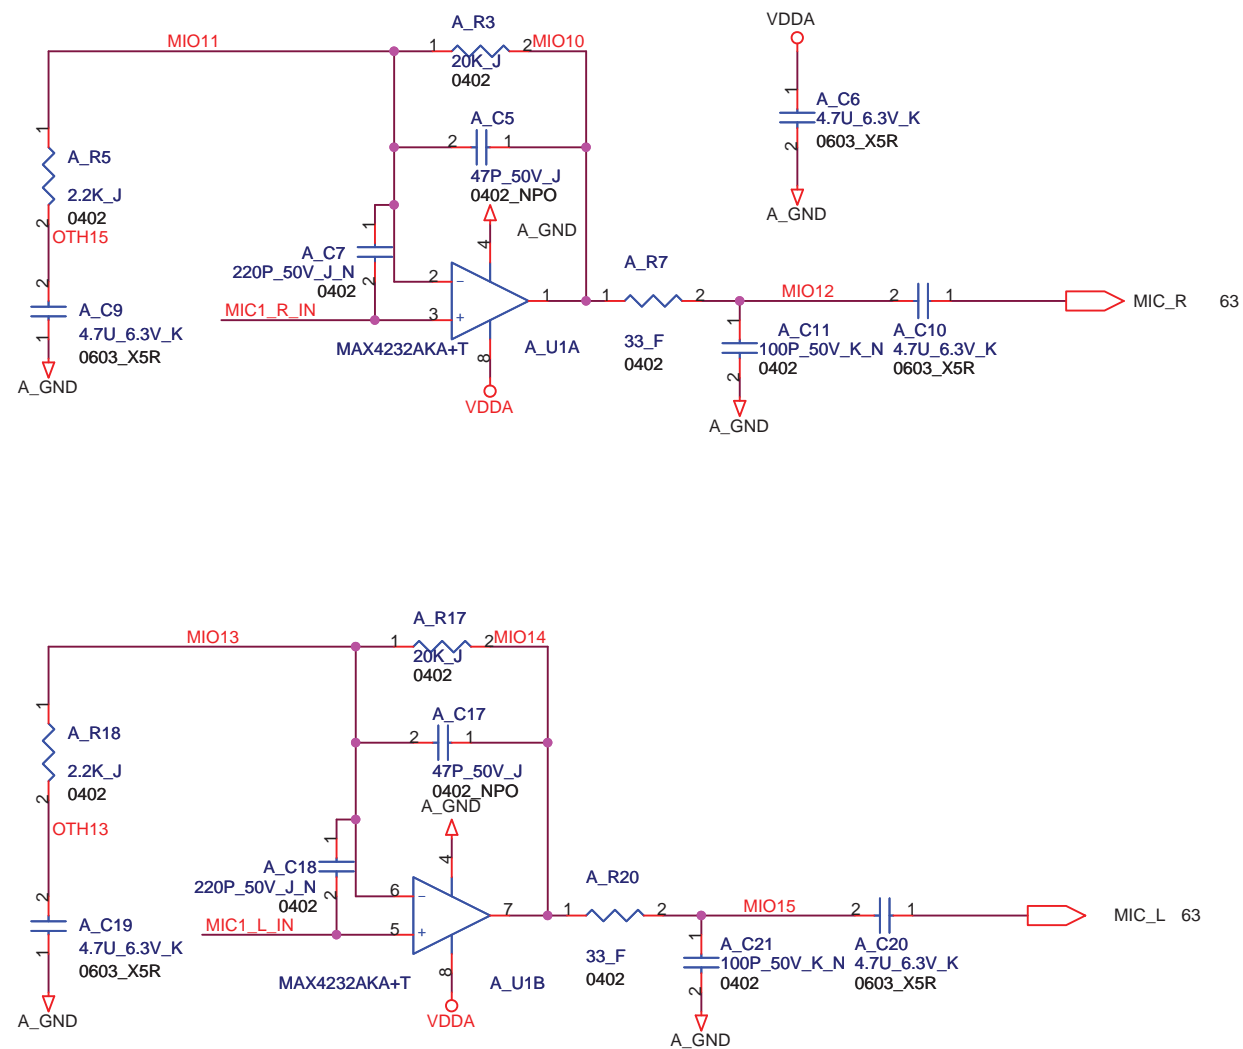 A_R3
MIO11
1
2
MIO10
20K_J
0402
VDDA
1
A_C6
4.7U_6.3V_K
0603_X5R
2
A_GND
A_C5
2
1
47P_50V_J
0402_NPO
A_GND
1
A_R5
2.2K_J
0402
2
OTH15
2
A_C9
4.7U_6.3V_K
0603_X5R
1
A_GND
1
A_C7
220P_50V_J_N
0402
2
MIC1_R_IN
4
2
−
3
+
1
8
MAX4232AKA+T
A_U1A
VDDA
A_R7
1
2
33_F
0402
MIO12
1
A_C11
100P_50V_K_N
0402
2
A_GND
2
1
A_C10
4.7U_6.3V_K
0603_X5R
MIC_R 63
A_R17
MIO13
1
2
MIO14
20K_J
0402
A_C17
2
1
47P_50V_J
0402_NPO
A_GND
1
A_R18
2.2K_J
0402
2
OTH13
2
A_C19
4.7U_6.3V_K
0603_X5R
1
A_GND
1
A_C18
220P_50V_J_N
0402
2
MIC1_L_IN
4
6
−
5
+
7
8
MAX4232AKA+T
A_U1B
VDDA
A_R20
1
2
33_F
0402
MIO15
1
A_C21
100P_50V_K_N
0402
2
A_GND
2
1
A_C20
4.7U_6.3V_K
0603_X5R
MIC_L 63